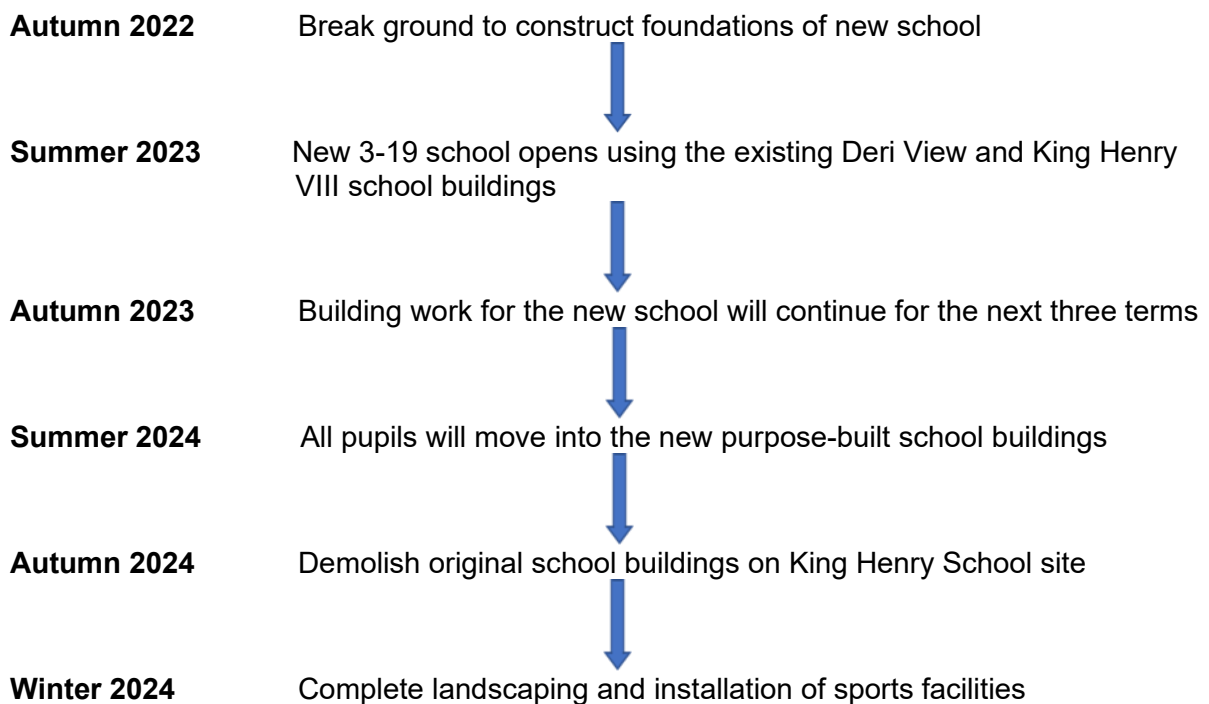 Autumn 2022 Break ground to construct foundations of new school
Summer 2023 New 3-19 school opens using the existing Deri View and King Henry
VIII school buildings
Autumn 2023 Building work for the new school will continue for the next three terms
Summer 2024 All pupils will move into the new purpose-built school buildings
Autumn 2024 Demolish original school buildings on King Henry School site
Winter 2024 Complete landscaping and installation of sports facilities